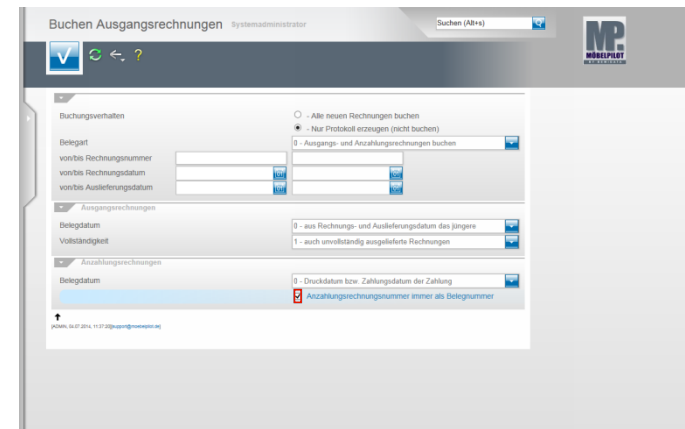 Buchen Ausgangsrechnungen Systemadministrator
Suchen (Alt+s)
MP.
MÖBELPILOT
?
Buchungsverhalten
- Alle neuen Rechnungen buchen
- Nur Protokoll erzeugen (nicht buchen)
Belegart
0 - Ausgangs- und Anzahlungsrechnungen buchen
von/bis Rechnungsnummer
von/bis Rechnungsdatum
von/bis Auslieferungsdatum
Ausgangsrechnungen
Belegdatum
0 - aus Rechnungs- und Auslieferungsdatum das jüngere
Vollständigkeit
1 - auch unvollständig ausgelieferte Rechnungen
Anzahlungsrechnungen
Belegdatum
0 - Druckdatum bzw. Zahlungsdatum der Zahlung
Anzahlungsrechnungsnummer immer als Belegnummer